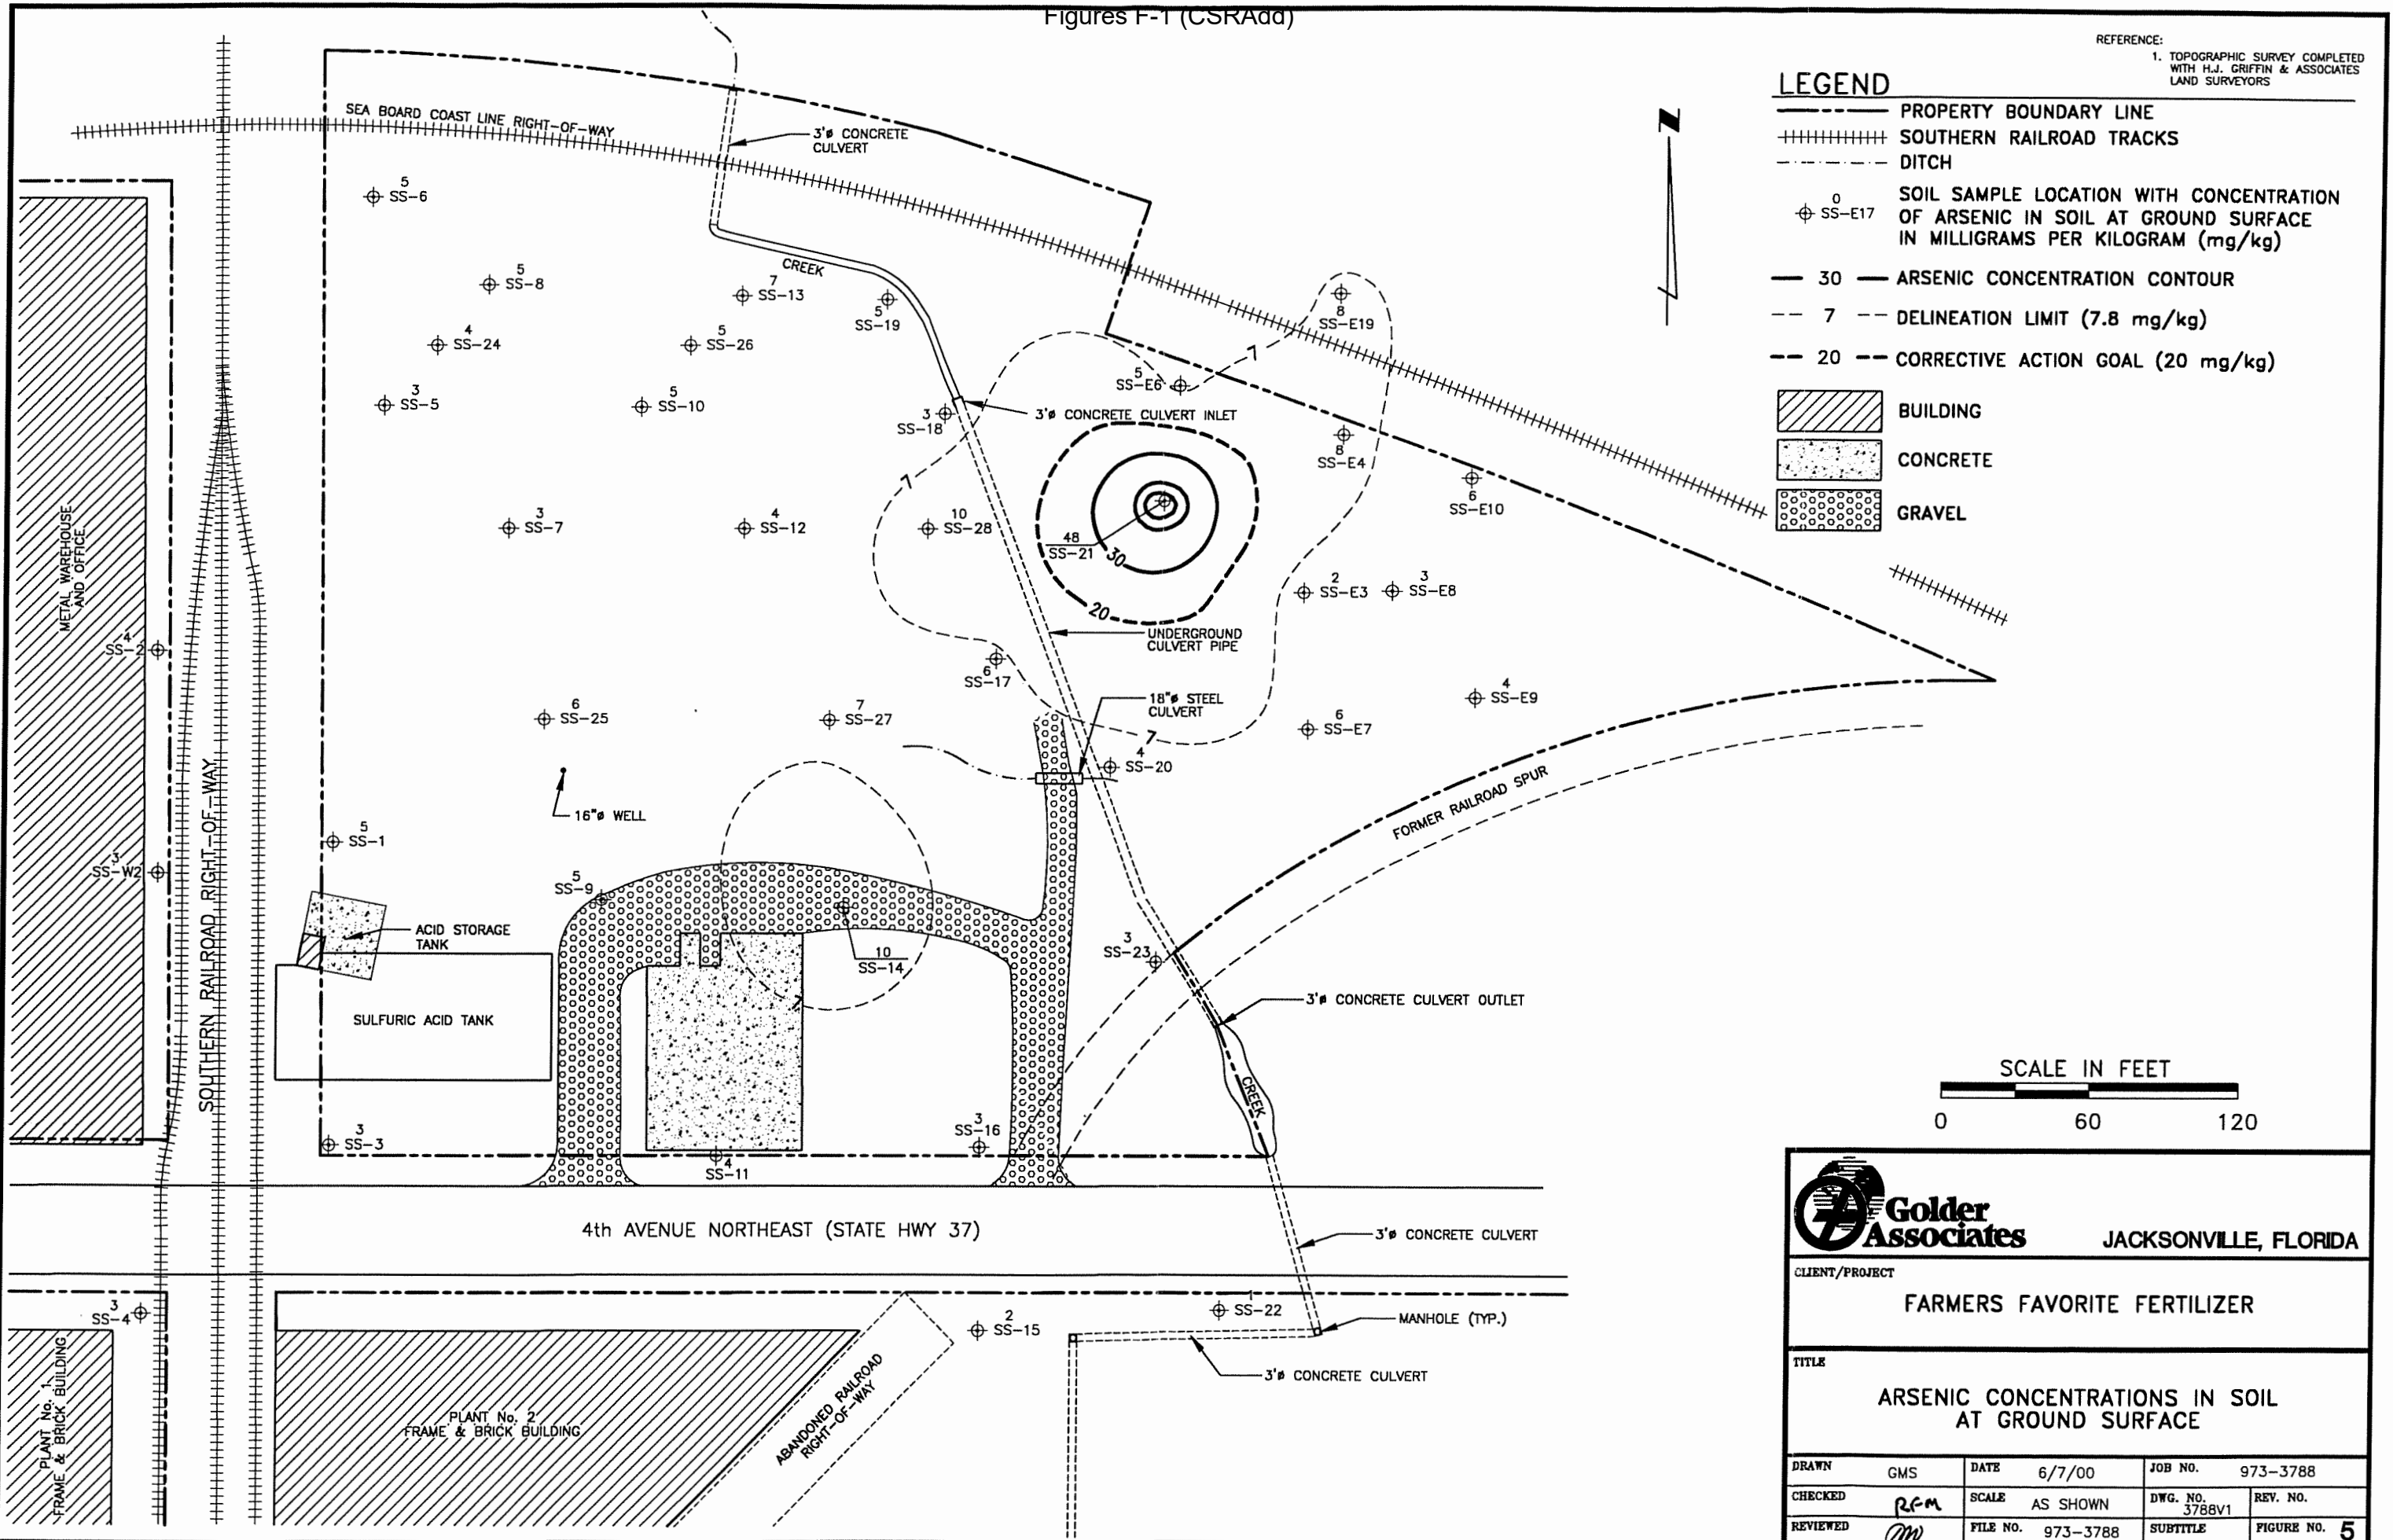 Figures F-1 (CSRAdd)
REFERENCE:
1. TOPOGRAPHIC SURVEY COMPLETED
WITH H.J. GRIFFIN & ASSOCIATES
LAND SURVEYORS
LEGEND
PROPERTY BOUNDARY LINE
SOUTHERN RAILROAD TRACKS
DITCH
0
SS-E17
SOIL SAMPLE LOCATION WITH CONCENTRATION
OF ARSENIC IN SOIL AT GROUND SURFACE
IN MILLIGRAMS PER KILOGRAM (mg/kg)
30
ARSENIC CONCENTRATION CONTOUR
7
DELINEATION LIMIT (7.8 mg/kg)
20
CORRECTIVE ACTION GOAL (20 mg/kg)
BUILDING
CONCRETE
GRAVEL
N
SEA BOARD COAST LINE RIGHT-OF-WAY
3'ø CONCRETE
CULVERT
5
SS-6
5
SS-8
CREEK
7
SS-13
5
SS-19
8
SS-E19
4
SS-24
5
SS-26
7
5
SS-E6
3
SS-5
5
SS-10
3
SS-18
3'ø CONCRETE CULVERT INLET
8
SS-E4
7
6
SS-E10
3
SS-7
4
SS-12
10
SS-28
48
SS-21
30
20
2
SS-E3
3
SS-E8
METAL WAREHOUSE
AND OFFICE
4
SS-2
UNDERGROUND
CULVERT PIPE
6
SS-17
18"ø STEEL
CULVERT
4
SS-E9
6
SS-25
7
SS-27
7
6
SS-E7
4
SS-20
16"ø WELL
FORMER RAILROAD SPUR
5
SS-1
3
SS-W2
5
SS-9
ACID STORAGE
TANK
10
SS-14
3
SS-23
7
3'ø CONCRETE CULVERT OUTLET
SULFURIC ACID TANK
SOUTHERN RAILROAD RIGHT-OF-WAY
CREEK
3
SS-3
4
SS-11
3
SS-16
4th AVENUE NORTHEAST (STATE HWY 37)
3'ø CONCRETE CULVERT
3
SS-4
2
SS-15
1
SS-22
MANHOLE (TYP.)
3'ø CONCRETE CULVERT
PLANT No. 1
FRAME & BRICK BUILDING
PLANT No. 2
FRAME & BRICK BUILDING
ABANDONED RAILROAD
RIGHT-OF-WAY
SCALE IN FEET
0 60 120
Golder
Associates
JACKSONVILLE, FLORIDA
CLIENT/PROJECT
FARMERS FAVORITE FERTILIZER
TITLE
ARSENIC CONCENTRATIONS IN SOIL
AT GROUND SURFACE
DRAWN GMS DATE 6/7/00 JOB NO. 973-3788
CHECKED RFM SCALE AS SHOWN DWG. NO. 3788V1 REV. NO.
REVIEWED FILE NO. 973-3788 SUBTITLE FIGURE NO. 5